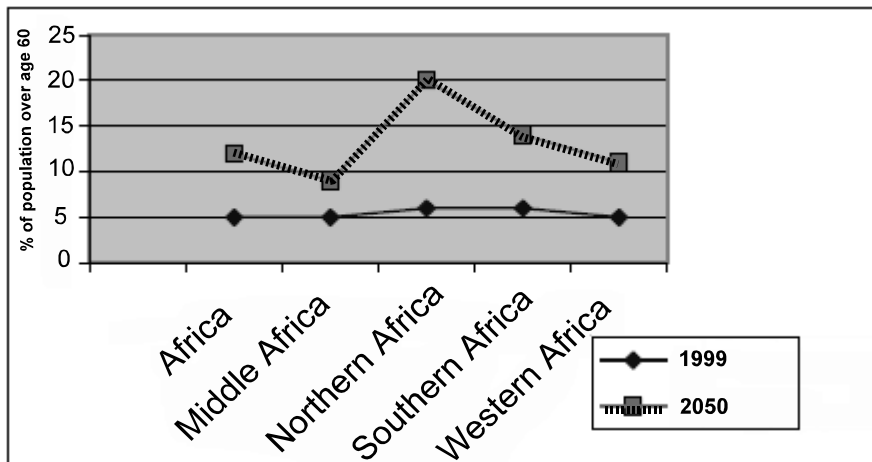 % of population over age 60
25
20
15
10
5
0
Africa
Middle Africa
Northern Africa
Southern Africa
Western Africa
1999
2050